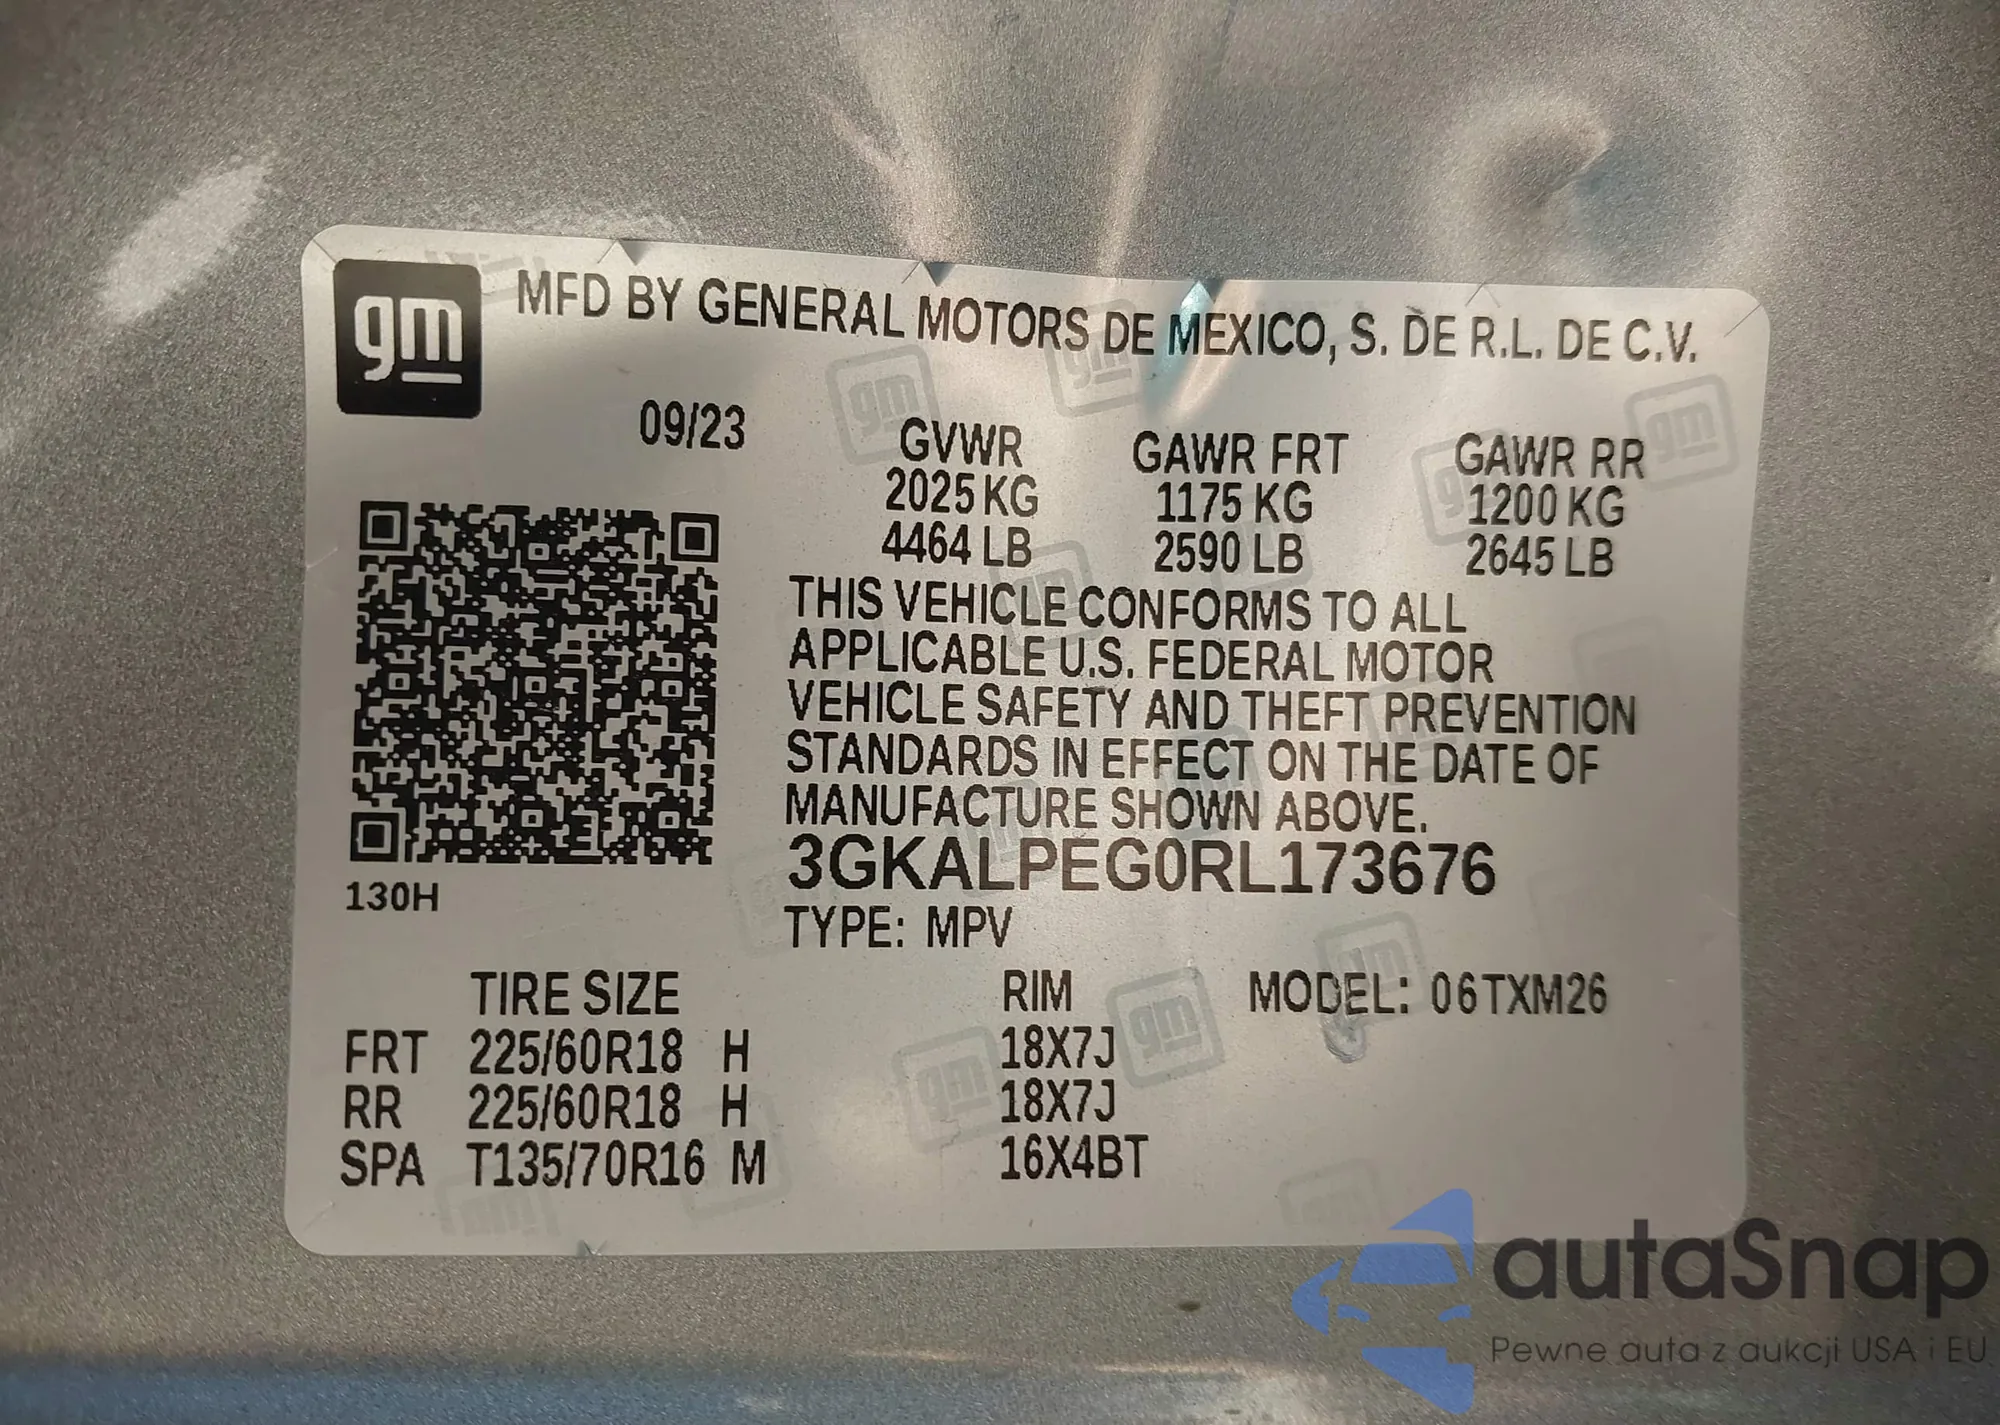 gm
MFD BY GENERAL MOTORS DE MEXICO, S. DE R.L. DE C.V.
09/23
GVWR GAWR FRT GAWR RR
2025 KG 1175 KG 1200 KG
4464 LB 2590 LB 2645 LB
THIS VEHICLE CONFORMS TO ALL
APPLICABLE U.S. FEDERAL MOTOR
VEHICLE SAFETY AND THEFT PREVENTION
STANDARDS IN EFFECT ON THE DATE OF
MANUFACTURE SHOWN ABOVE.
3GKALPEG0RL173676
130H
TYPE: MPV
TIRE SIZE RIM MODEL: 06TXM26
FRT 225/60R18 H 18X7J
RR 225/60R18 H 18X7J
SPA T135/70R16 M 16X4BT
autaSnap
Pewne auta z aukcji USA i EU